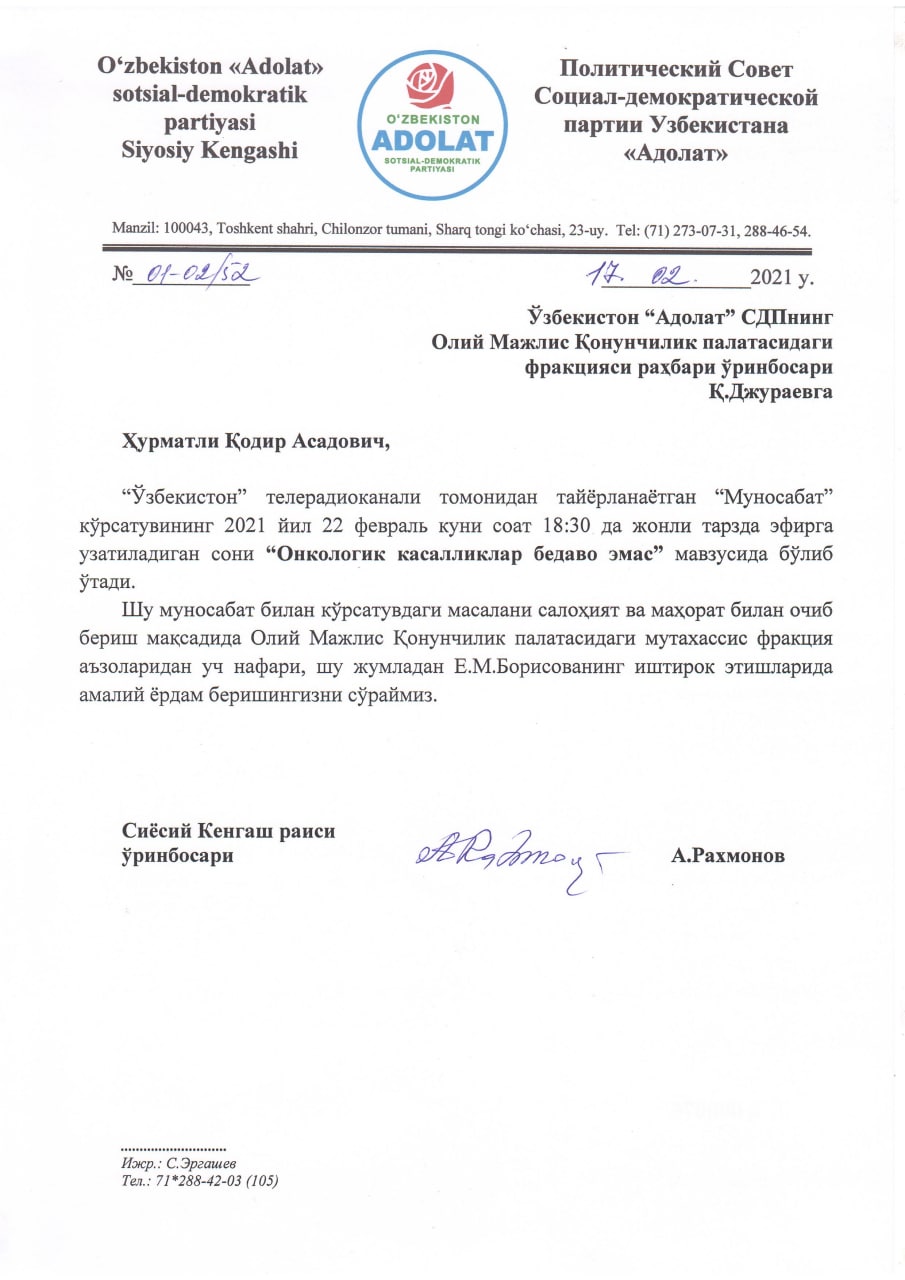 O‘zbekiston «Adolat»
sotsial-demokratik
partiyasi
Siyosiy Kengashi
O'ZBEKISTON
ADOLAT
SOTSIAL-DEMOKRATIK
PARTIYASI
Политический Совет
Социал-демократической
партии Узбекистана
«Адолат»
Manzil: 100043, Toshkent shahri, Chilonzor tumani, Sharq tongi ko‘chasi, 23-uy. Tel: (71) 273-07-31, 288-46-54.
№ 01-02/52
17. 02. 2021 y.
Ўзбекистон “Адолат” СДПнинг
Олий Мажлис Қонунчилик палатасидаги
фракцияси раҳбари ўринбосари
Қ.Джураевга
Ҳурматли Қодир Асадович,
“Ўзбекистон” телерадиоканали томонидан тайёрланаётган “Муносабат”
кўрсатувининг 2021 йил 22 февраль куни соат 18:30 да жонли тарзда эфирга
узатиладиган сони “Онкологик касалликлар бедаво эмас” мавзусида бўлиб
ўтади.
Шу муносабат билан кўрсатувдаги масалани салоҳият ва маҳорат билан очиб
бериш мақсадида Олий Мажлис Қонунчилик палатасидаги мутахассис фракция
аъзоларидан уч нафари, шу жумладан Е.М.Борисованинг иштирок этишларида
амалий ёрдам беришингизни сўраймиз.
Сиёсий Кенгаш раиси
ўринбосари
А.Рахмонов
Ижр.: С.Эргашев
Тел.: 71*288-42-03 (105)